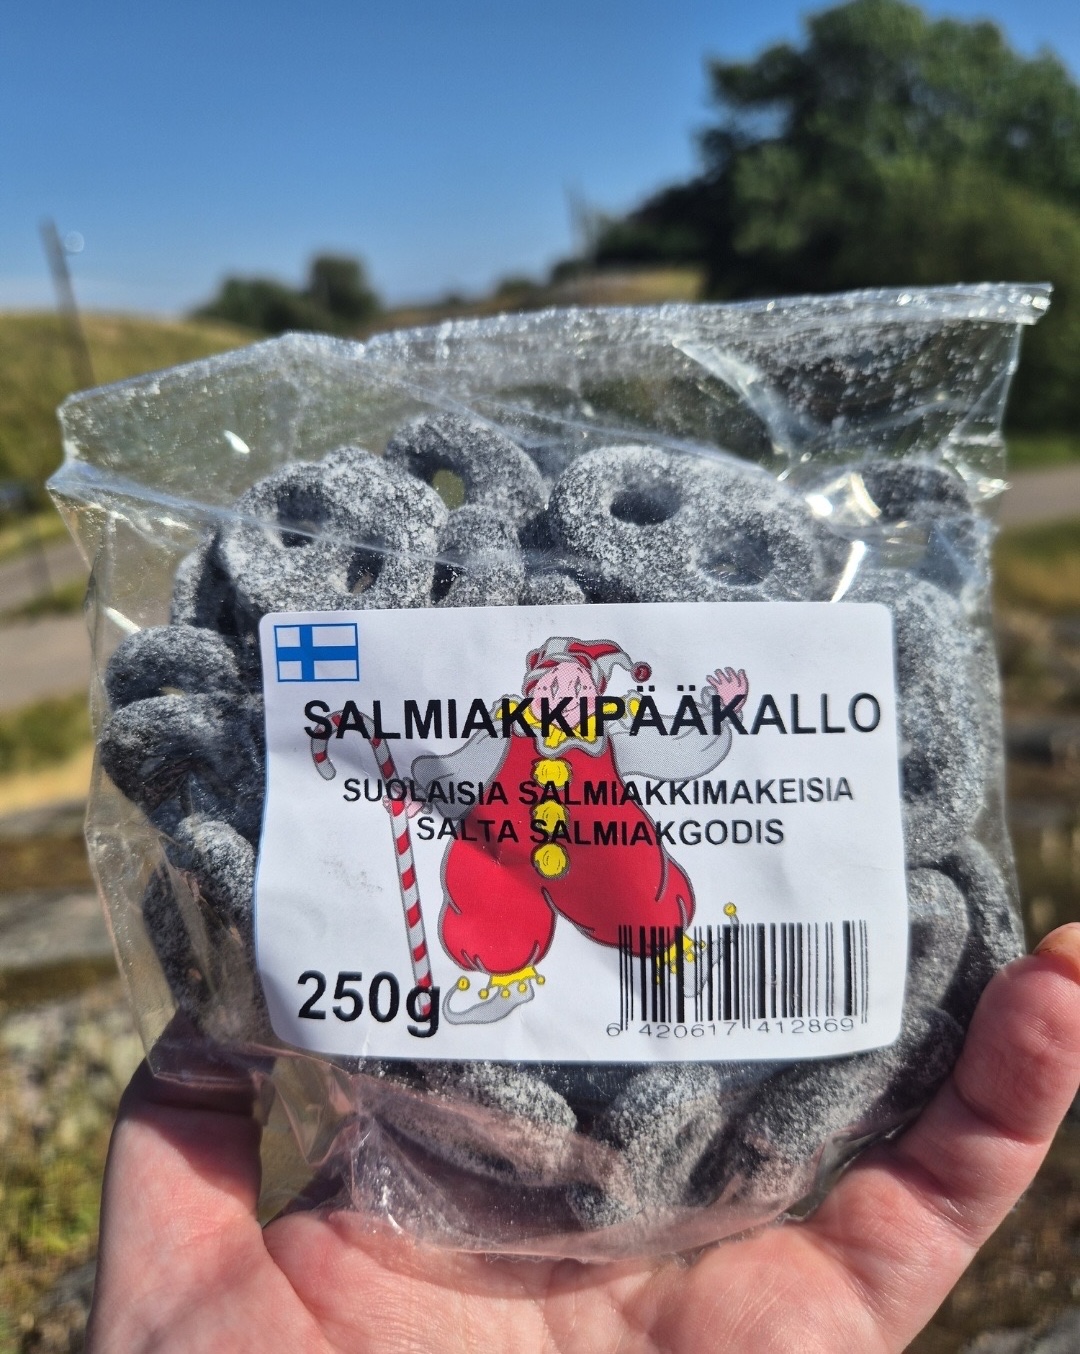 SALMIAKKIPÄÄKALLO
SUOLAISIA SALMIAKKIMAKEISIA
SALTA SALMIAKGODIS
250g
6 420617 412869